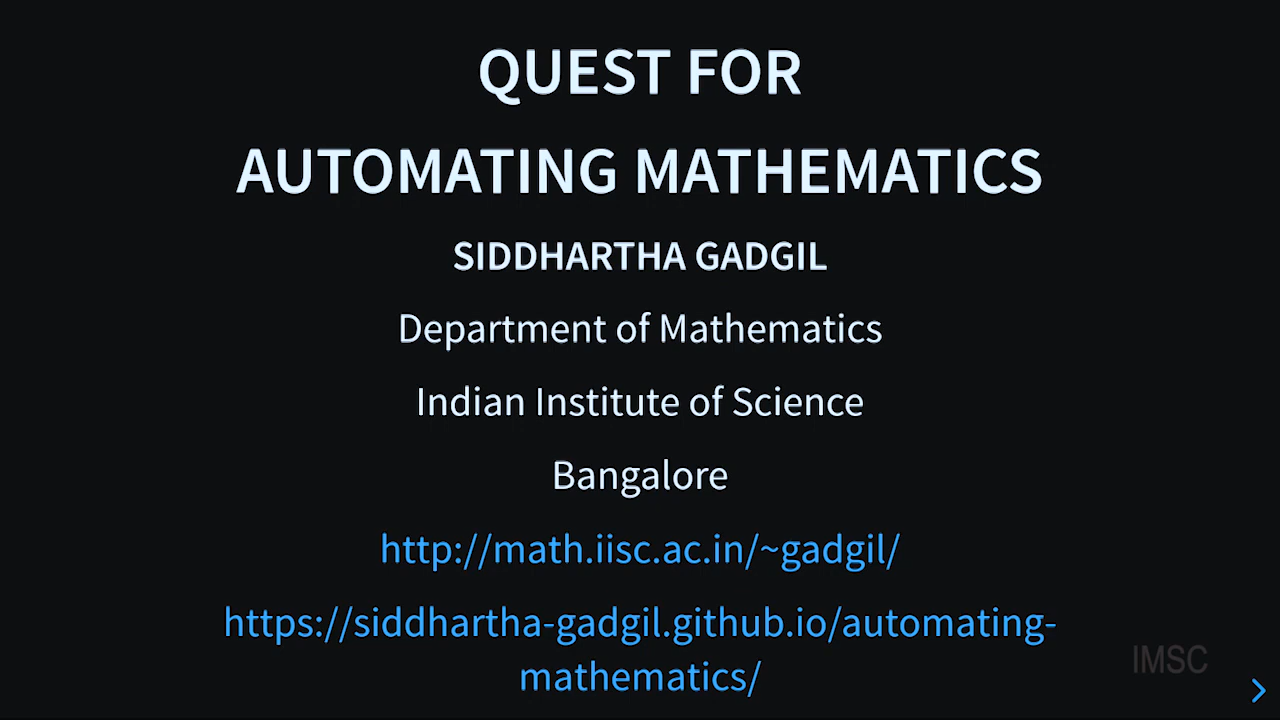 QUEST FOR
AUTOMATING MATHEMATICS
SIDDHARTHA GADGIL
Department of Mathematics
Indian Institute of Science
Bangalore
http://math.iisc.ac.in/~gadgil/
https://siddhartha-gadgil.github.io/automating-
mathematics/
IMSC